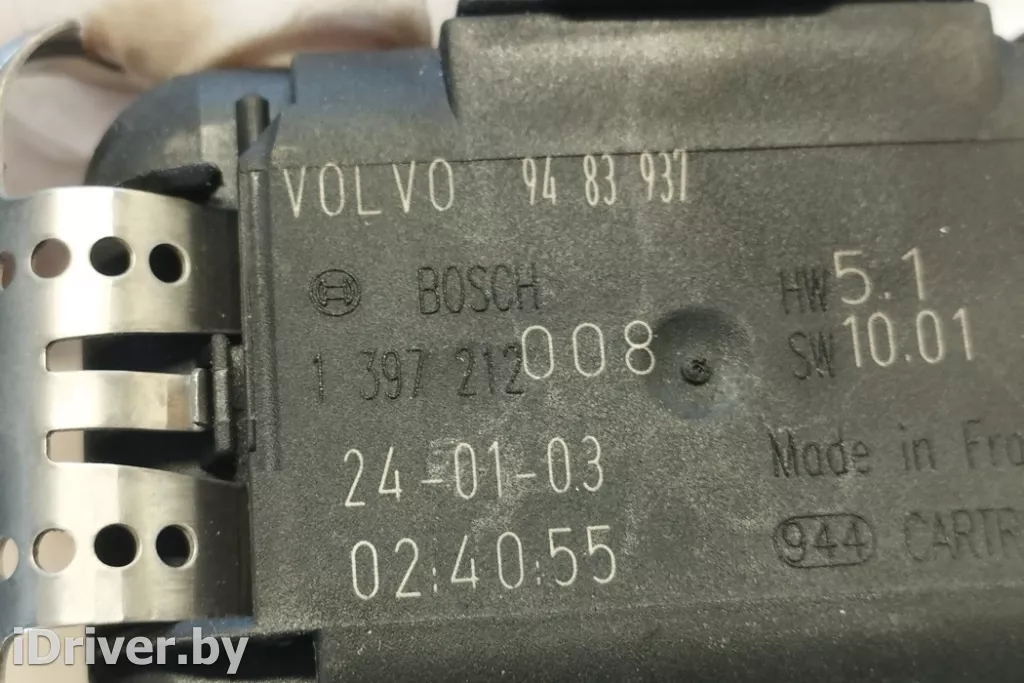 VOLVO 94 83 937
BOSCH HW 5.1
1 397 212 008 SW 10.01
24-01-03 Made in
02:40:55 944
iDriver.by